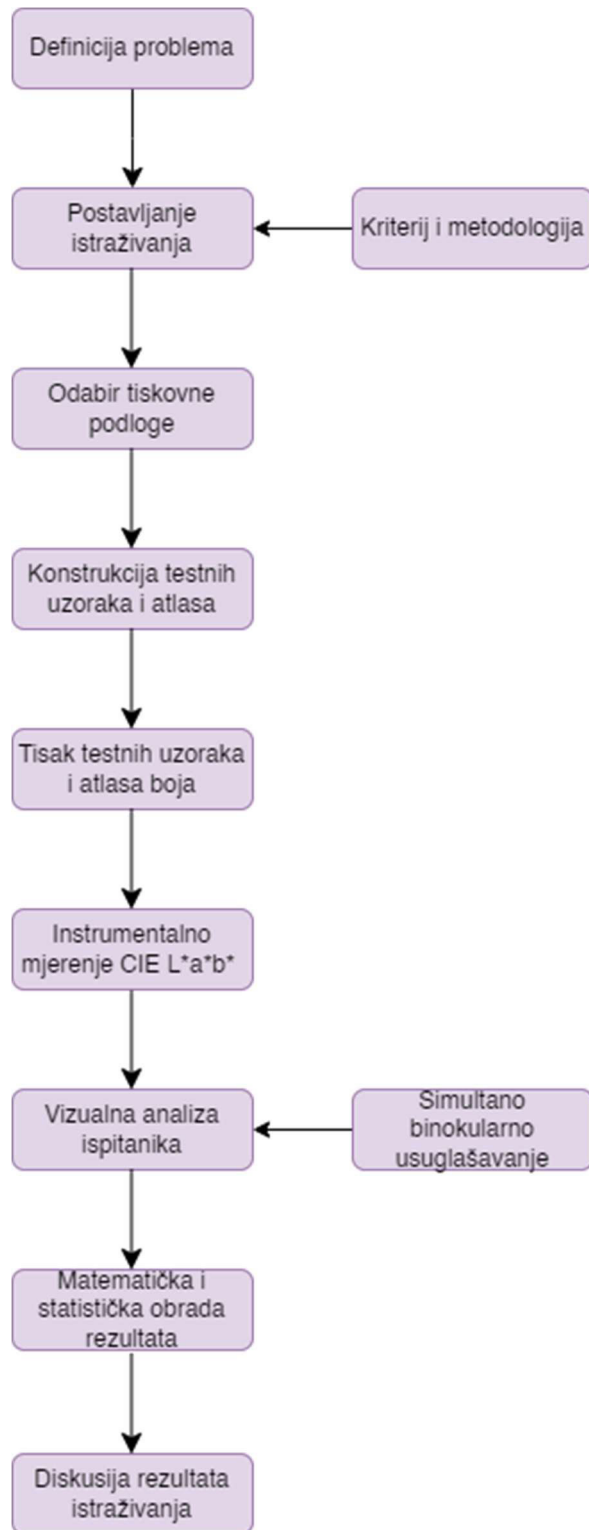 Definicija problema
Postavljanje
istraživanja
Kriterij i metodologija
Odabir tiskovne
podloge
Konstrukcija testnih
uzoraka i atlasa
Tisak testnih uzoraka
i atlasa boja
Instrumentalno
mjerenje CIE L*a*b*
Vizualna analiza
ispitanika
Simultano
binokularno
usuglašavanje
Matematička i
statistička obrada
rezultata
Diskusija rezultata
istraživanja